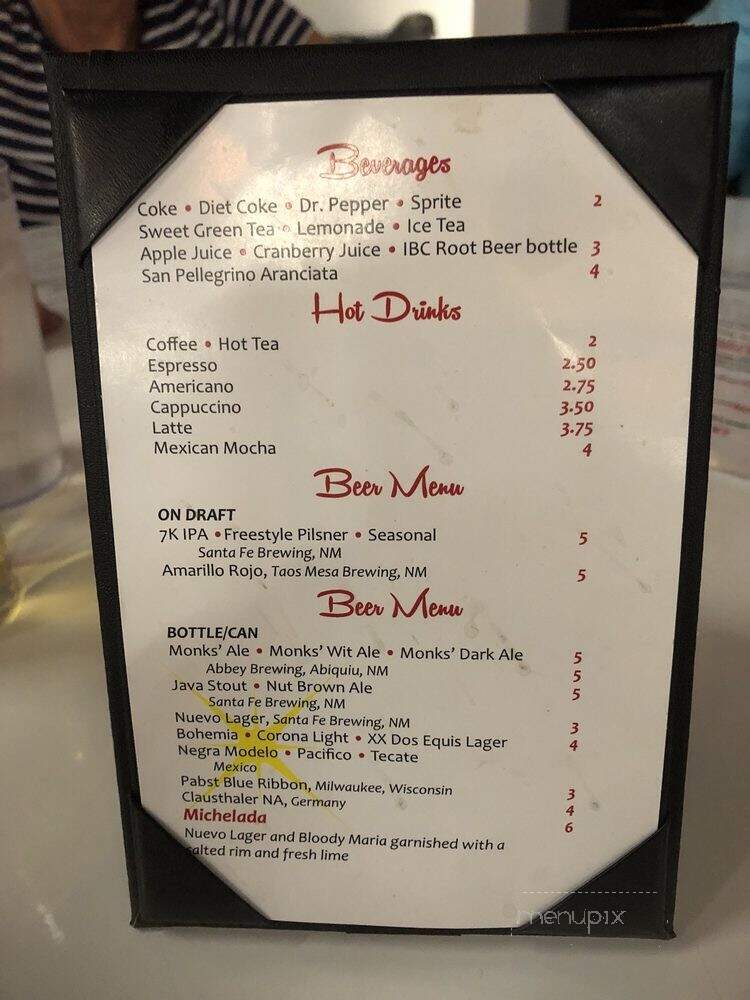 Beverages
Coke • Diet Coke • Dr. Pepper • Sprite 2
Sweet Green Tea • Lemonade • Ice Tea
Apple Juice • Cranberry Juice • IBC Root Beer bottle 3
San Pellegrino Aranciata 4
Hot Drinks
Coffee • Hot Tea 2
Espresso 2.50
Americano 2.75
Cappuccino 3.50
Latte 3.75
Mexican Mocha 4
Beer Menu
ON DRAFT
7K IPA • Freestyle Pilsner • Seasonal 5
Santa Fe Brewing, NM
Amarillo Rojo, Taos Mesa Brewing, NM 5
Beer Menu
BOTTLE/CAN
Monks' Ale • Monks' Wit Ale • Monks' Dark Ale 5
Abbey Brewing, Abiquiu, NM 5
Java Stout • Nut Brown Ale 5
Santa Fe Brewing, NM
Nuevo Lager, Santa Fe Brewing, NM 3
Bohemia • Corona Light • XX Dos Equis Lager 4
Negra Modelo • Pacifico • Tecate
Mexico
Pabst Blue Ribbon, Milwaukee, Wisconsin 3
Clausthaler NA, Germany 4
Michelada 6
Nuevo Lager and Bloody Maria garnished with a
salted rim and fresh lime
menupix